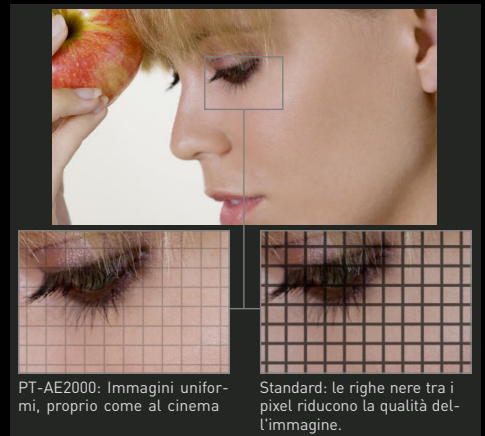 PT-AE2000: Immagini unifor-
mi, proprio come al cinema
Standard: le righe nere tra i
pixel riducono la qualità del-
l'immagine.